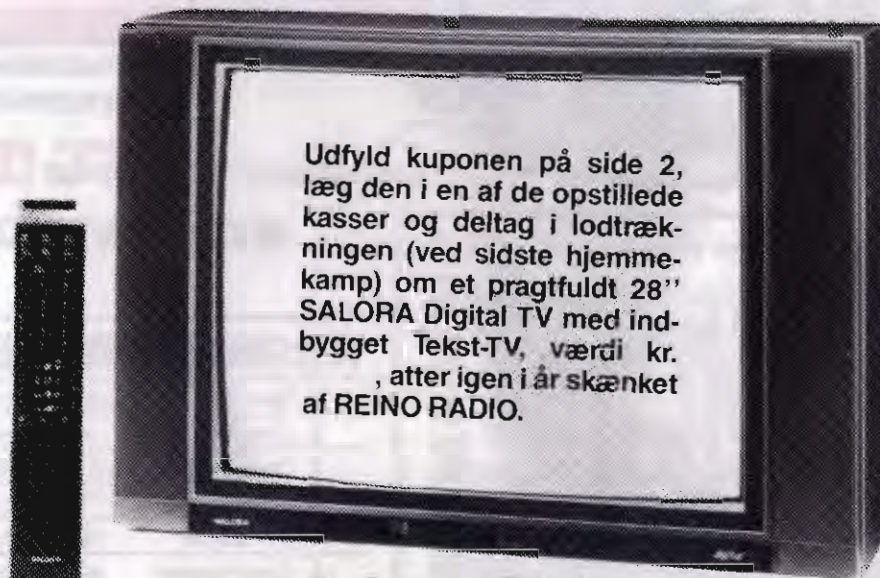 Udfyld kuponen på side 2,
læg den i en af de opstillede
kasser og deltag i lodtræk-
ningen (ved sidste hjemme-
kamp) om et pragtfuldt 28’’
SALORA Digital TV med ind-
bygget Tekst-TV, værdi kr.
, atter igen i år skænket
af REINO RADIO.
SALORA